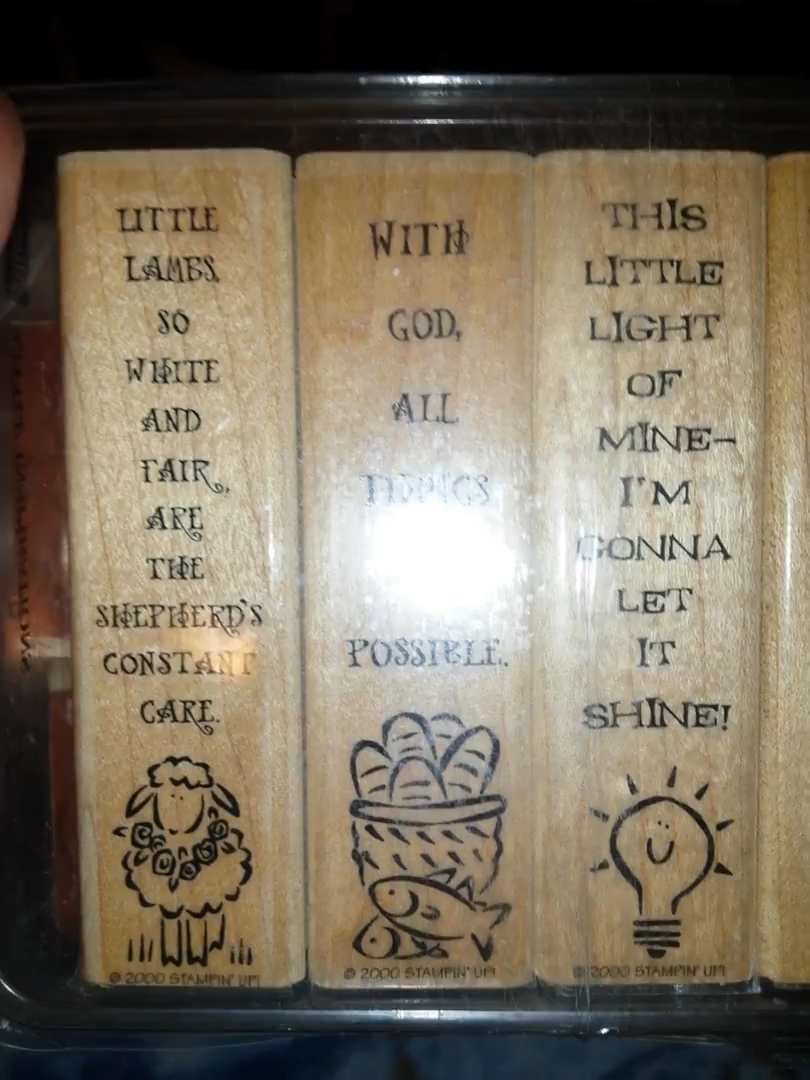 LITTLE
LAMBS,
SO
WHITE
AND
FAIR,
ARE
THE
SHEPHERD'S
CONSTANT
CARE.
© 2000 STAMPIN' UP!
WITH
GOD,
ALL
THINGS
POSSIBLE.
© 2000 STAMPIN' UP!
THIS
LITTLE
LIGHT
OF
MINE-
I'M
GONNA
LET
IT
SHINE!
© 2000 STAMPIN' UP!